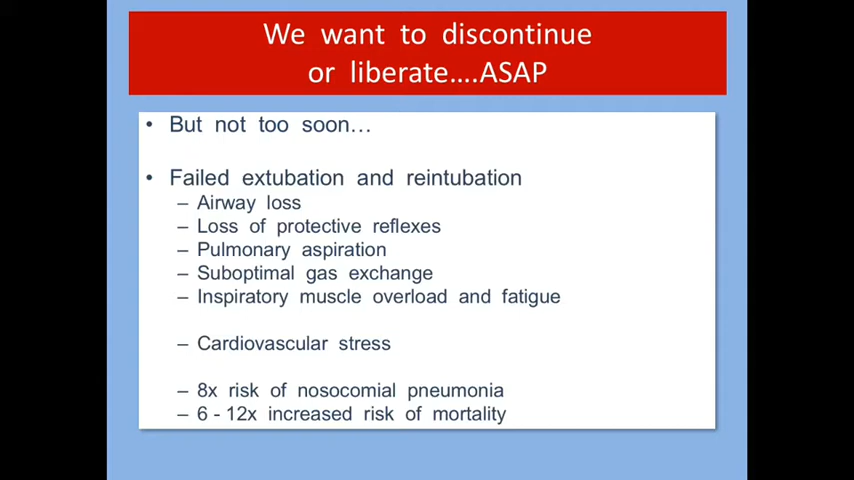 We want to discontinue
or liberate....ASAP
• But not too soon...
• Failed extubation and reintubation
– Airway loss
– Loss of protective reflexes
– Pulmonary aspiration
– Suboptimal gas exchange
– Inspiratory muscle overload and fatigue
– Cardiovascular stress
– 8x risk of nosocomial pneumonia
– 6 - 12x increased risk of mortality